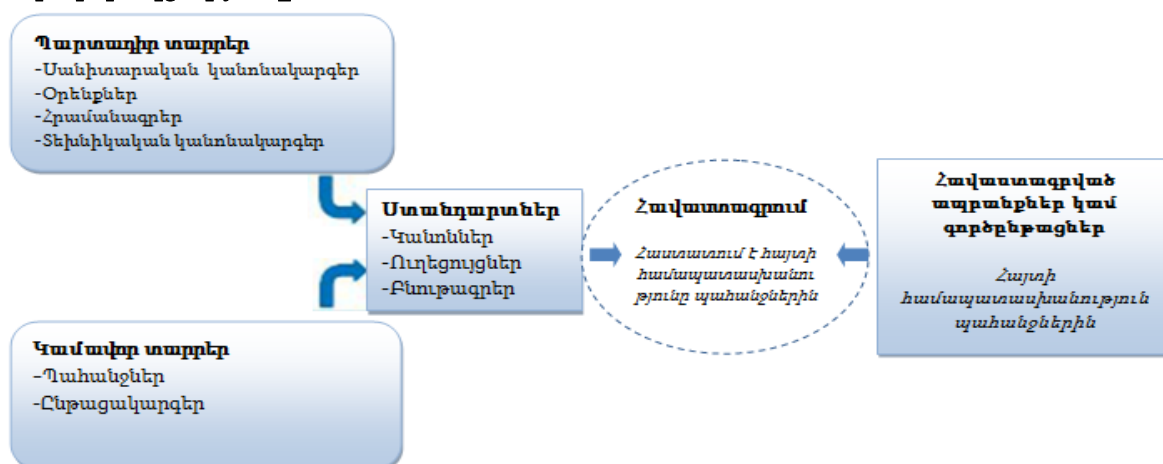 Պարտադիր տարրեր
-Սանիտարական կանոնակարգեր
-Օրենքներ
-Հրամանագրեր
-Տեխնիկական կանոնակարգեր
Ստանդարտներ
-Կանոններ
-Ուղեցույցներ
-Բնութագրեր
Կամավոր տարրեր
-Պահանջներ
-Ընթացակարգեր
Հավատագրում
Հաստատում է հայտի
համապատասխանու
թյունը պահանջներին
Հավաստագրված
ապրանքներ կամ
գործընթացներ
Հայտի
համապատասխանություն
պահանջներին